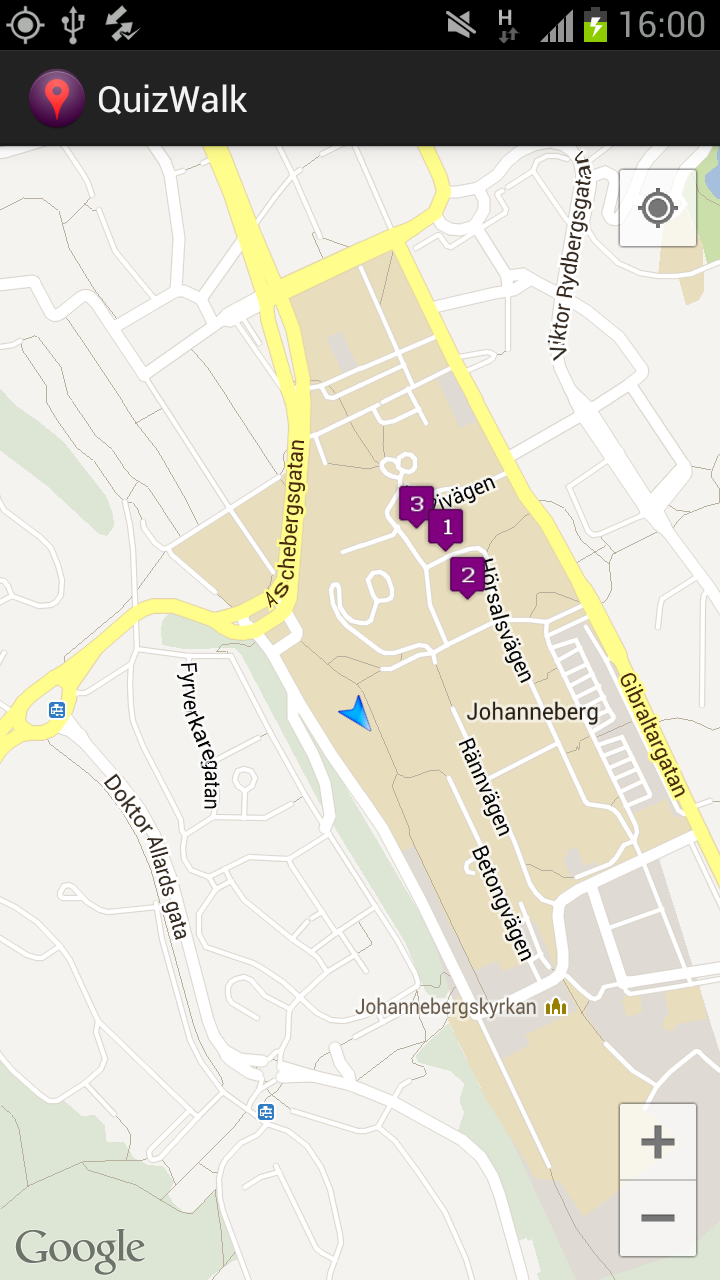 H
16:00
QuizWalk
Viktor Rydbergsgatan
Aschebergsgatan
ivägen
3
1
2
Hörsalsvägen
Fyrverkaregatan
Johanneberg
Gibraltargatan
Rännvägen
Doktor Allards gata
Betongvägen
Johannebergskyrkan
+
−
Google